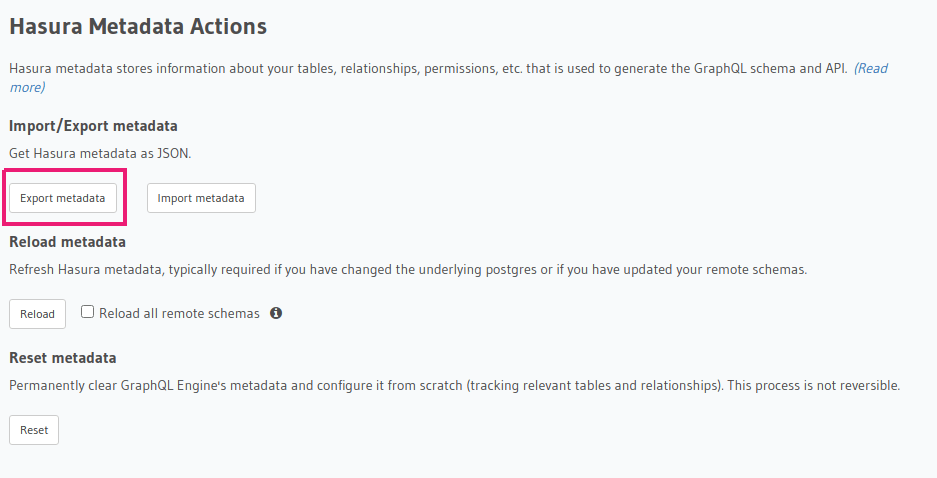 Hasura Metadata Actions
Hasura metadata stores information about your tables, relationships, permissions, etc. that is used to generate the GraphQL schema and API. (Read
more)
Import/Export metadata
Get Hasura metadata as JSON.
Export metadata Import metadata
Reload metadata
Refresh Hasura metadata, typically required if you have changed the underlying postgres or if you have updated your remote schemas.
Reload Reload all remote schemas
Reset metadata
Permanently clear GraphQL Engine's metadata and configure it from scratch (tracking relevant tables and relationships). This process is not reversible.
Reset